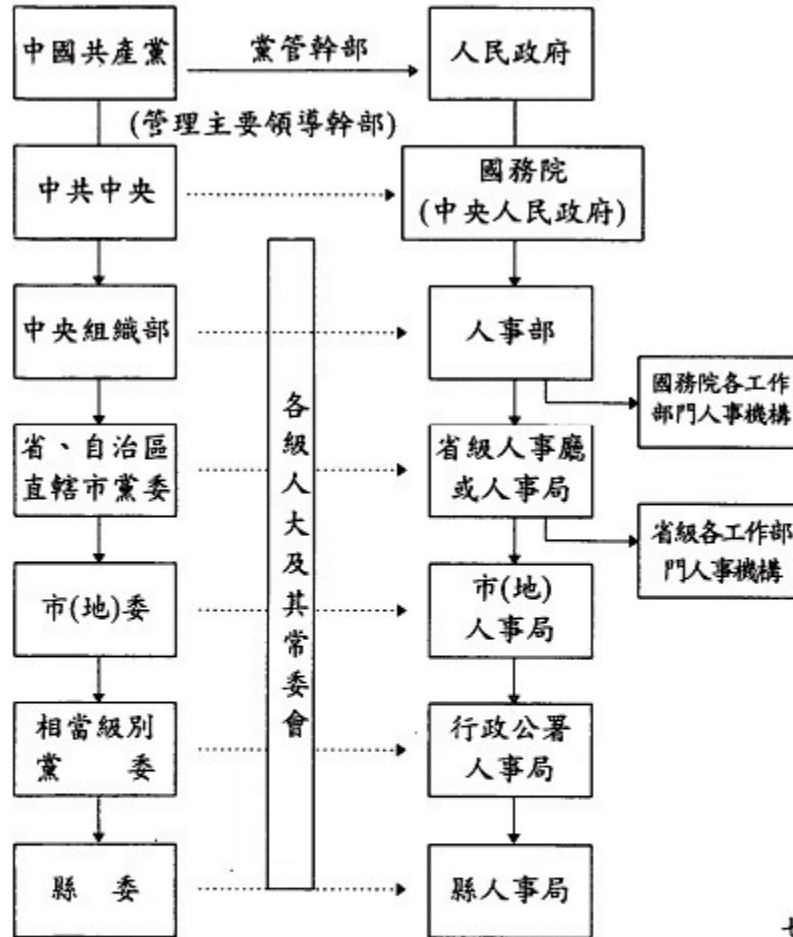 中國共產黨
黨管幹部
人民政府
(管理主要領導幹部)
中共中央
國務院
(中央人民政府)
中央組織部
人事部
國務院各工作
部門人事機構
各級人大及其常委會
省、自治區
直轄市黨委
省級人事廳
或人事局
省級各工作部
門人事機構
市(地)委
市(地)
人事局
相當級別
黨委
行政公署
人事局
縣委
縣人事局